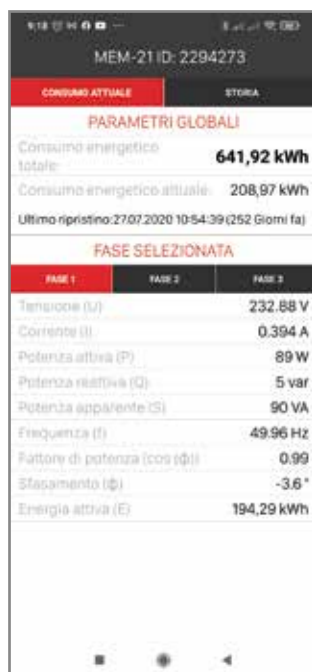 9:18
MEM-21 ID: 2294273
CONSUMO ATTUALE STORIA
PARAMETRI GLOBALI
Consumo energetico totale: 641,92 kWh
Consumo energetico attuale: 208,97 kWh
Ultimo ripristino:27.07.2020 10:54:39 (252 Giorni fa)
FASE SELEZIONATA
FASE 1 FASE 2 FASE 3
Tensione (U) 232.88 V
Corrente (I) 0.394 A
Potenza attiva (P) 89 W
Potenza reattiva (Q) 5 var
Potenza apparente (S) 90 VA
Frequenza (f) 49.96 Hz
Fattore di potenza (cos (ф)) 0.99
Sfasamento (ф) -3.6 °
Energia attiva (E) 194,29 kWh